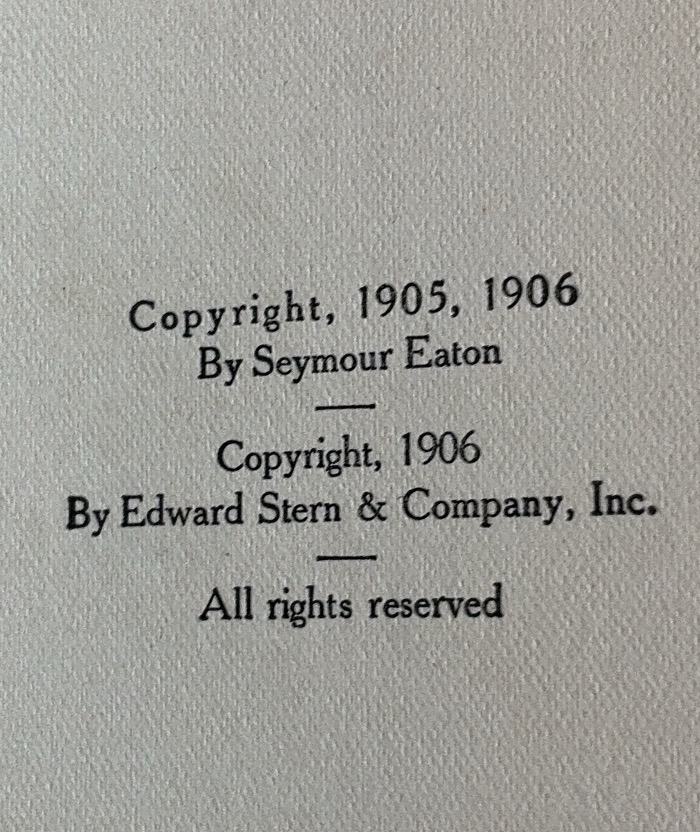 Copyright, 1905, 1906
By Seymour Eaton
Copyright, 1906
By Edward Stern & Company, Inc.
All rights reserved